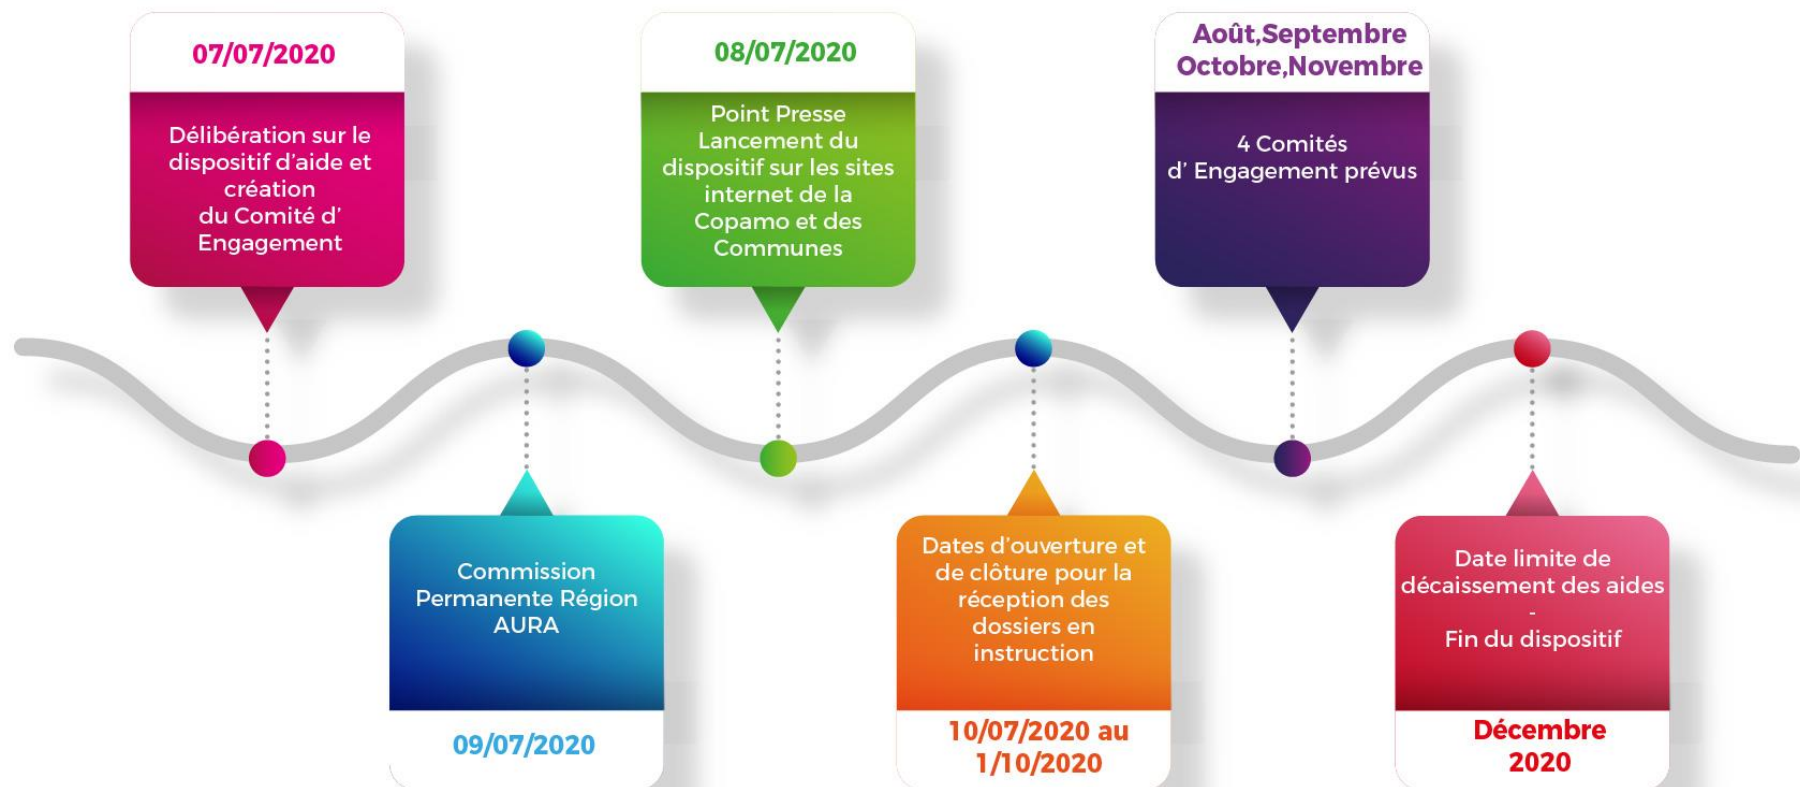 07/07/2020
Délibération sur le
dispositif d'aide et
création
du Comité d'
Engagement
Commission
Permanente Région
AURA
09/07/2020
08/07/2020
Point Presse
Lancement du
dispositif sur les sites
internet de la
Copamo et des
Communes
Dates d'ouverture et
de clôture pour la
réception des
dossiers en
instruction
10/07/2020 au
1/10/2020
Août,Septembre
Octobre,Novembre
4 Comités
d' Engagement prévus
Date limite de
décaissement des aides
-
Fin du dispositif
Décembre
2020